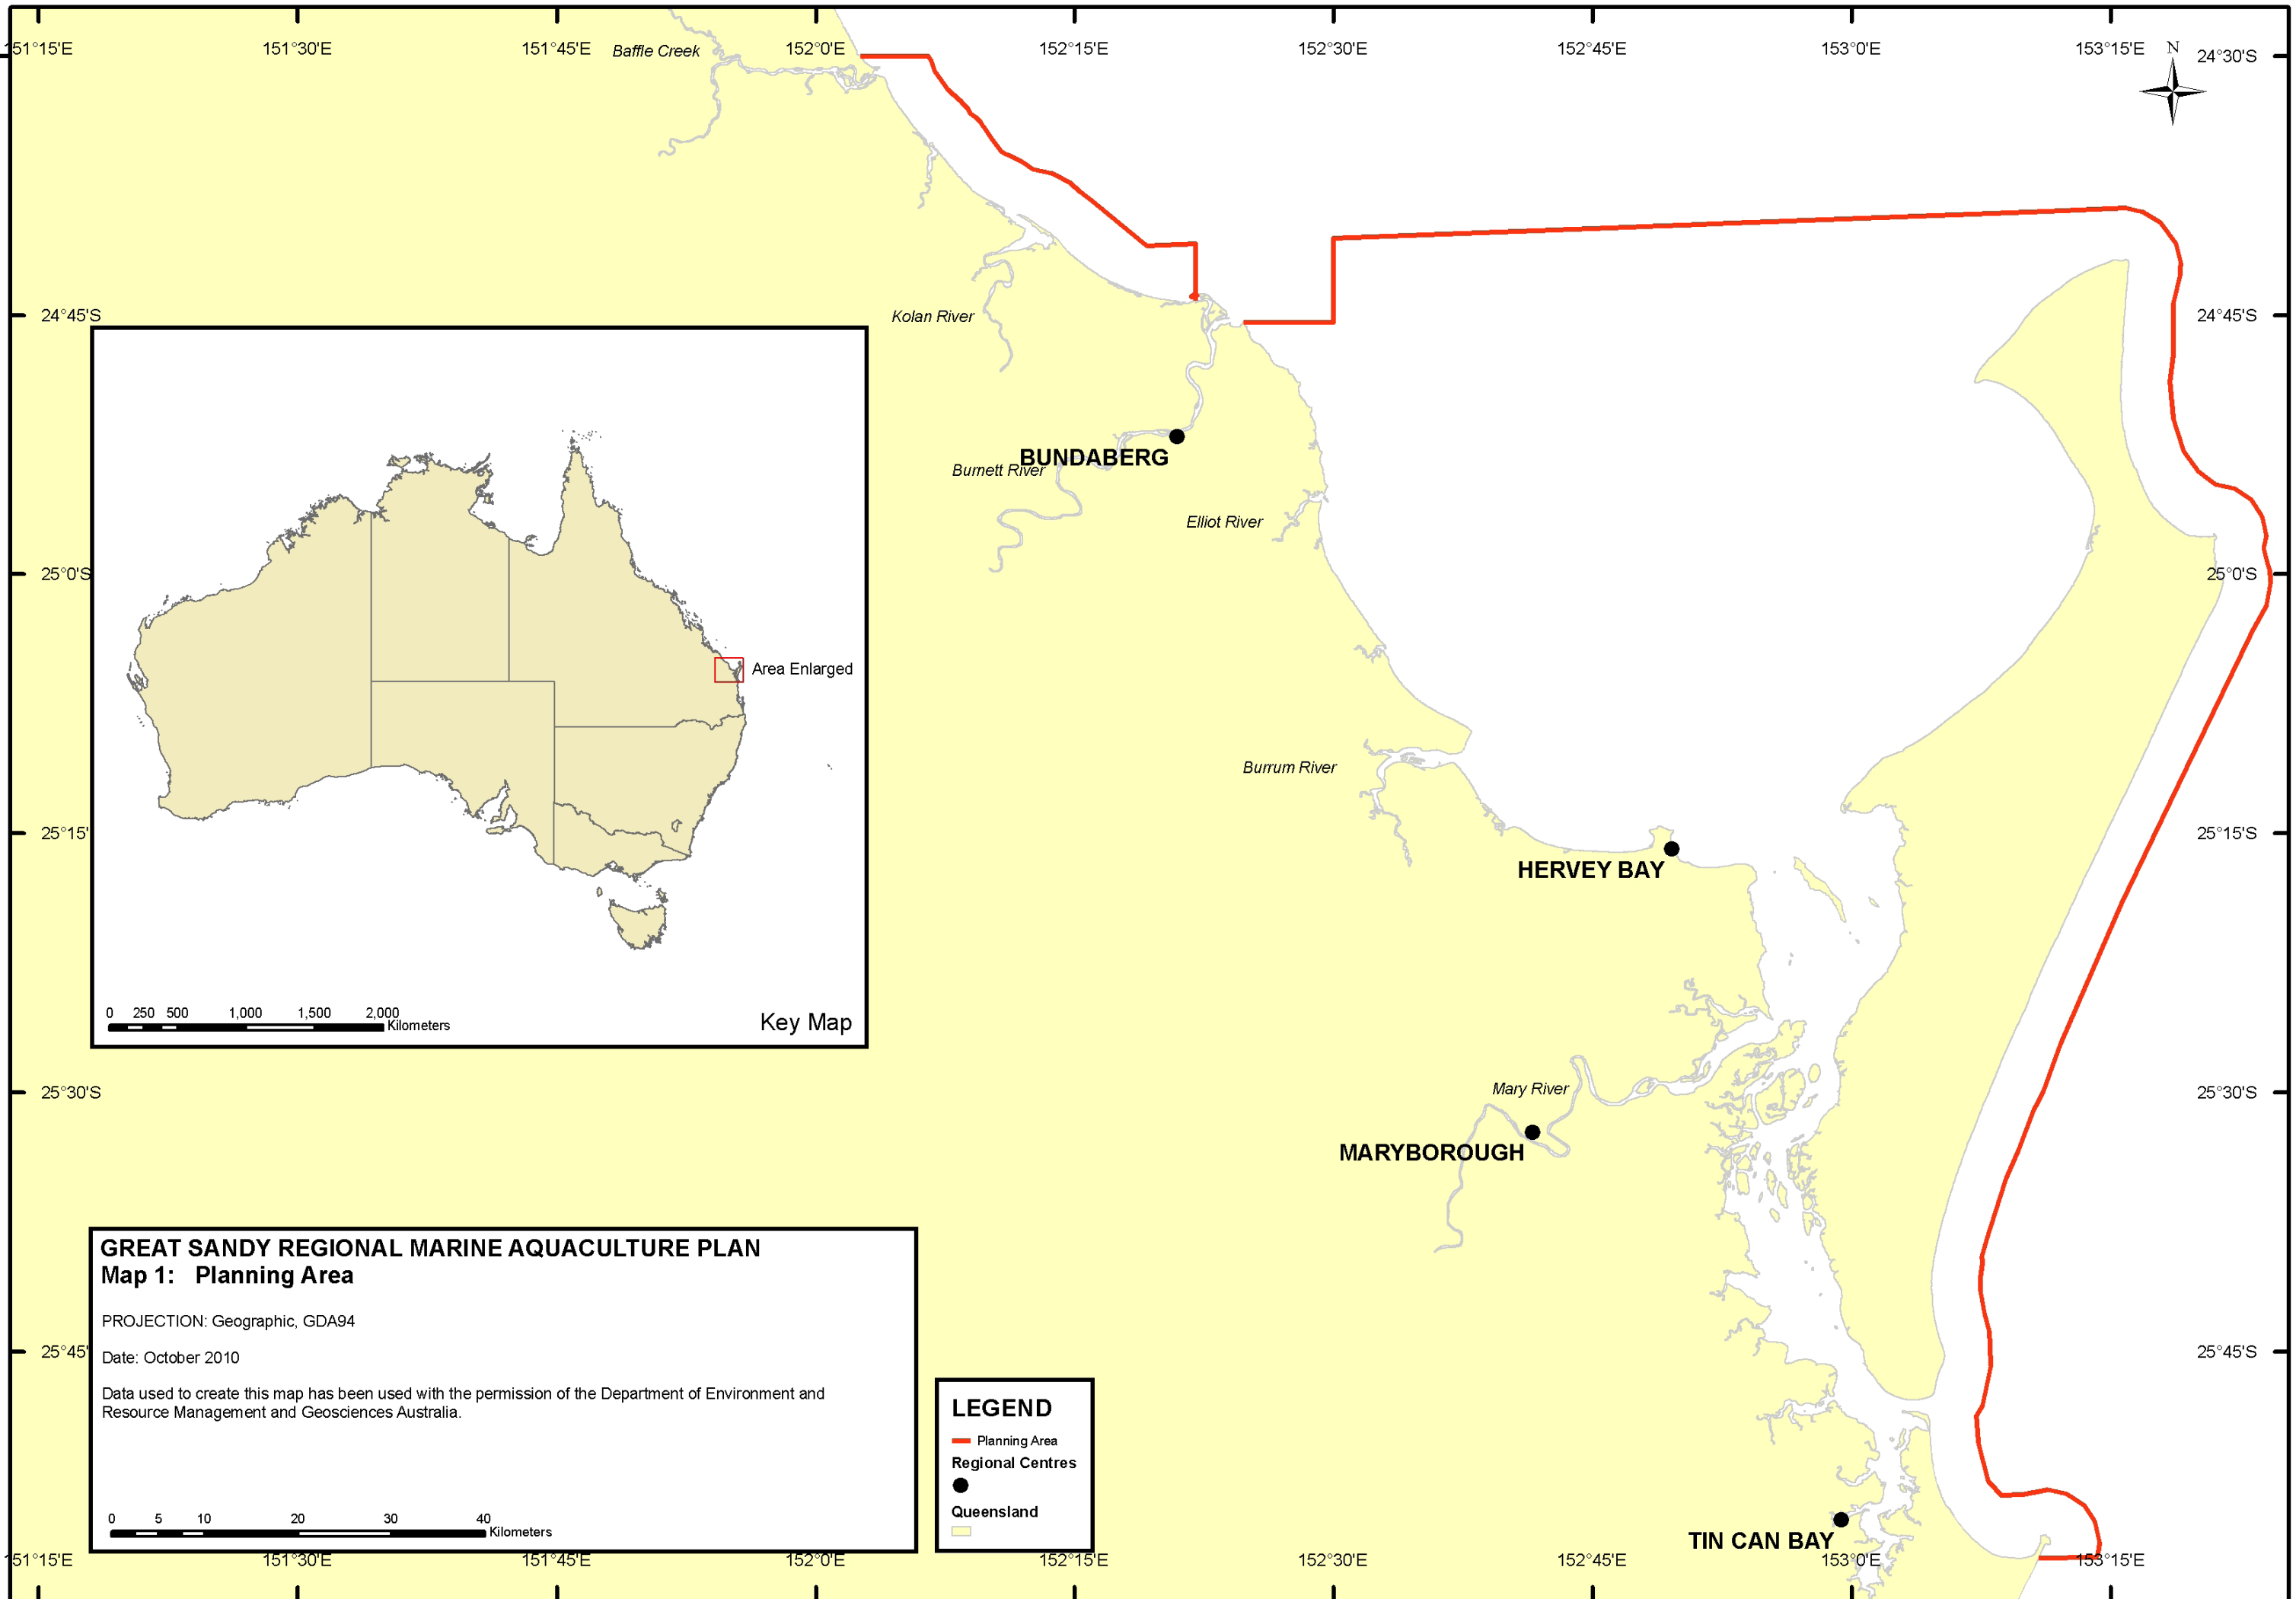 151°15'E 151°30'E 151°45'E 152°0'E 152°15'E 152°30'E 152°45'E 153°0'E 153°15'E
N
24°30'S
Baffle Creek
Kolan River
24°45'S
24°45'S
BUNDABERG
Burnett River
Elliot River
25°0'S
25°0'S
Area Enlarged
Burrum River
25°15'
25°15'S
HERVEY BAY
0 250 500 1,000 1,500 2,000
Kilometers
Key Map
25°30'S
25°30'S
Mary River
MARYBOROUGH
GREAT SANDY REGIONAL MARINE AQUACULTURE PLAN
Map 1: Planning Area
PROJECTION: Geographic, GDA94
25°45'
25°45'S
Date: October 2010
Data used to create this map has been used with the permission of the Department of Environment and
Resource Management and Geosciences Australia.
0 5 10 20 30 40
Kilometers
LEGEND
Planning Area
Regional Centres
Queensland
TIN CAN BAY
151°15'E 151°30'E 151°45'E 152°0'E 152°15'E 152°30'E 152°45'E 153°0'E 153°15'E